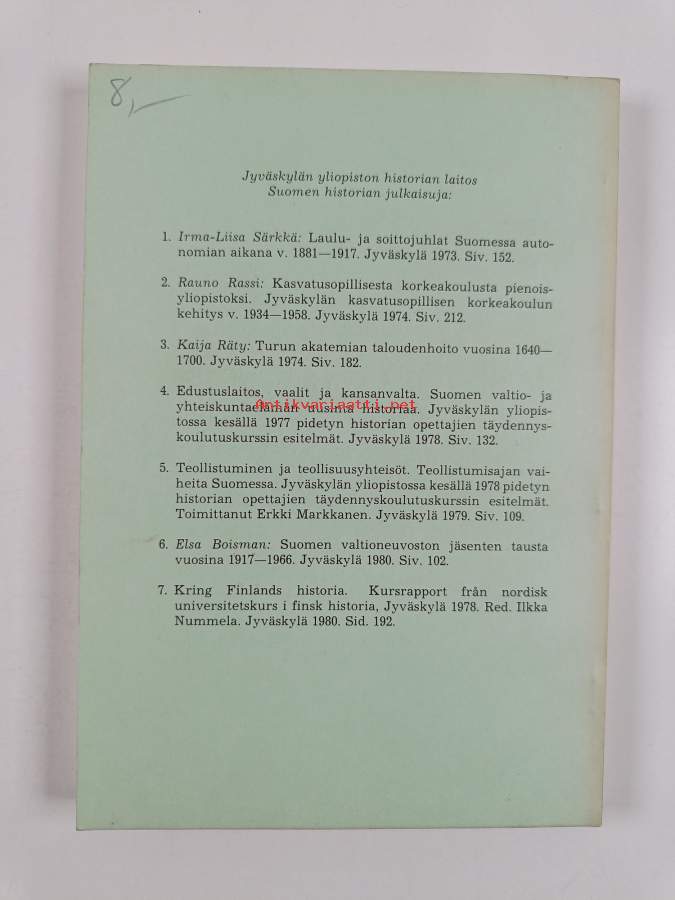 8,—
Jyväskylän yliopiston historian laitos
Suomen historian julkaisuja:
1. Irma-Liisa Särkkä: Laulu- ja soittojuhlat Suomessa auto-
nomian aikana v. 1881—1917. Jyväskylä 1973. Siv. 152.
2. Rauno Rassi: Kasvatusopillisesta korkeakoulusta pienois-
yliopistoksi. Jyväskylän kasvatusopillisen korkeakoulun
kehitys v. 1934—1958. Jyväskylä 1974. Siv. 212.
3. Kaija Räty: Turun akatemian taloudenhoito vuosina 1640—
1700. Jyväskylä 1974. Siv. 182.
4. Edustuslaitos, vaalit ja kansanvalta. Suomen valtio- ja
Antikvariaatti.net
yhteiskuntaelämän uusinta historiaa. Jyväskylän yliopis-
tossa kesällä 1977 pidetyn historian opettajien täydennys-
koulutuskurssin esitelmät. Jyväskylä 1978. Siv. 132.
5. Teollistuminen ja teollisuusyhteisöt. Teollistumisajan vai-
heita Suomessa. Jyväskylän yliopistossa kesällä 1978 pidetyn
historian opettajien täydennyskoulutuskurssin esitelmät.
Toimittanut Erkki Markkanen. Jyväskylä 1979. Siv. 109.
6. Elsa Boisman: Suomen valtioneuvoston jäsenten tausta
vuosina 1917—1966. Jyväskylä 1980. Siv. 102.
7. Kring Finlands historia. Kursrapport från nordisk
universitetskurs i finsk historia, Jyväskylä 1978. Red. Ilkka
Nummela. Jyväskylä 1980. Sid. 192.